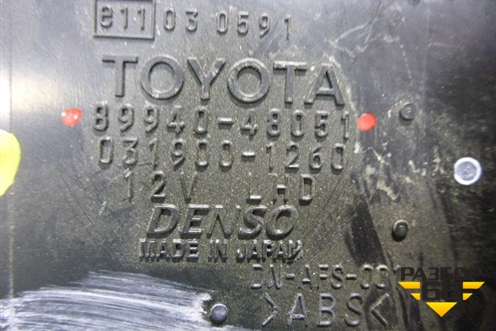 e11 03 0591
TOYOTA
89940-48051
031900-1260
12V LHD
DENSO
MADE IN JAPAN
DN-AFS-00
>ABS<